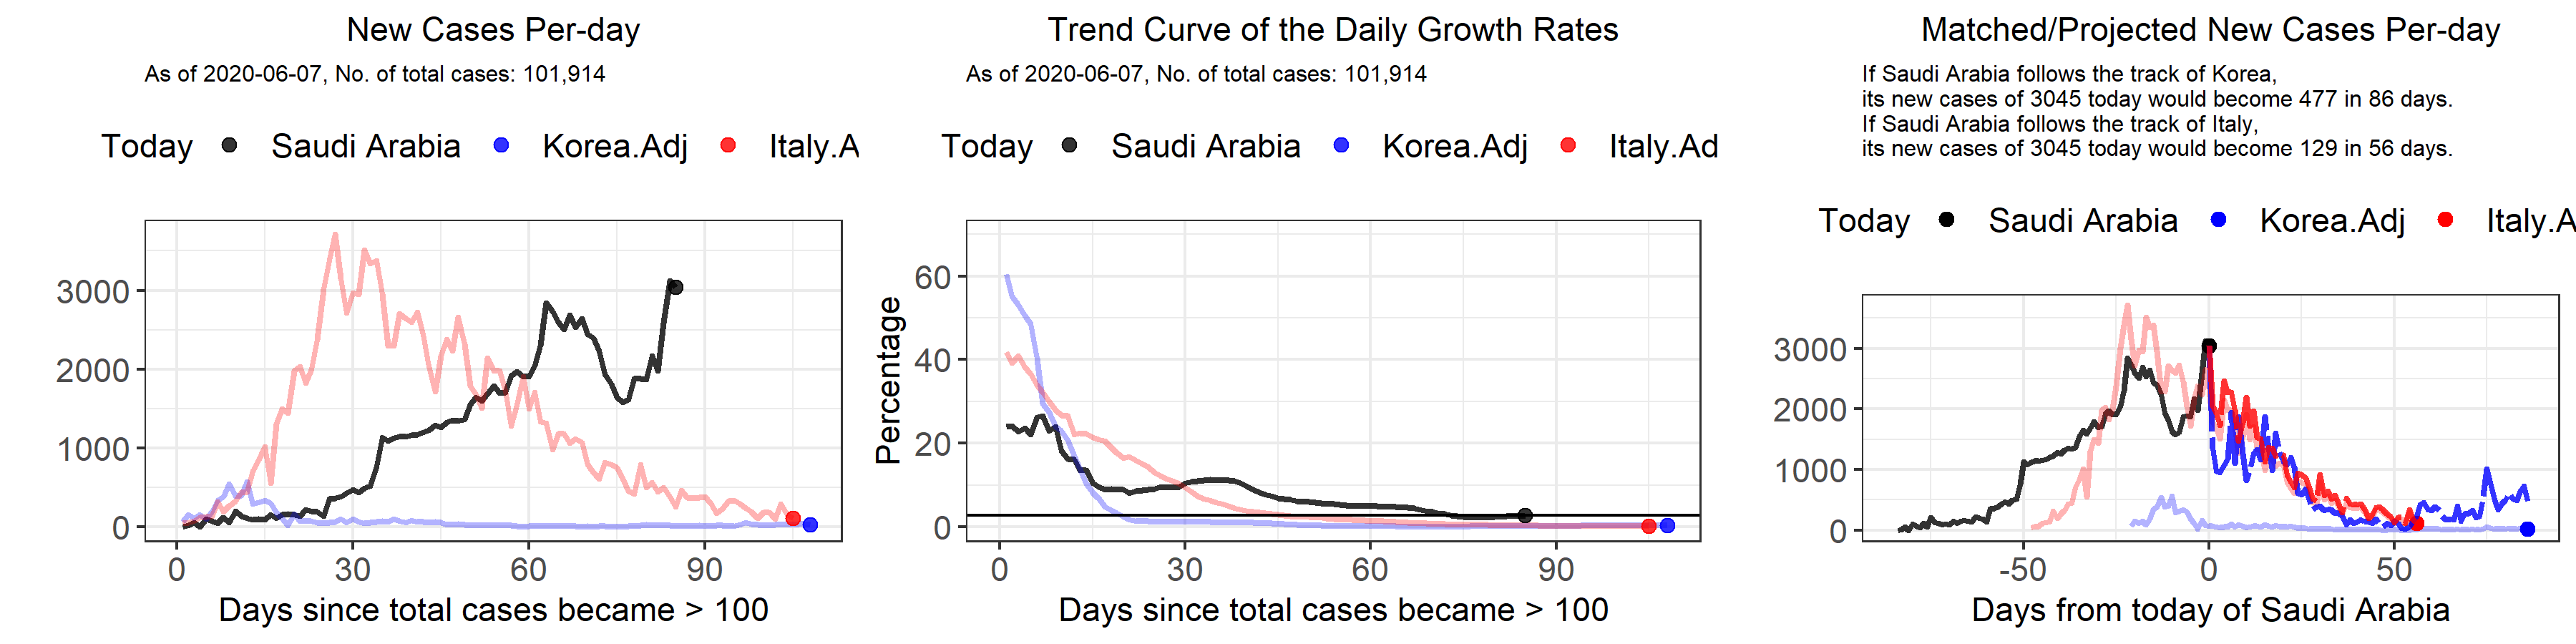 New Cases Per-day
As of 2020-06-07, No. of total cases: 101,914
Today Saudi Arabia Korea.Adj Italy.A
3000
2000
1000
0
0 30 60 90
Days since total cases became > 100
Trend Curve of the Daily Growth Rates
As of 2020-06-07, No. of total cases: 101,914
Today Saudi Arabia Korea.Adj Italy.Ad
Percentage
60
40
20
0
0 30 60 90
Days since total cases became > 100
Matched/Projected New Cases Per-day
If Saudi Arabia follows the track of Korea,
its new cases of 3045 today would become 477 in 86 days.
If Saudi Arabia follows the track of Italy,
its new cases of 3045 today would become 129 in 56 days.
Today Saudi Arabia Korea.Adj Italy.A
3000
2000
1000
0
-50 0 50
Days from today of Saudi Arabia